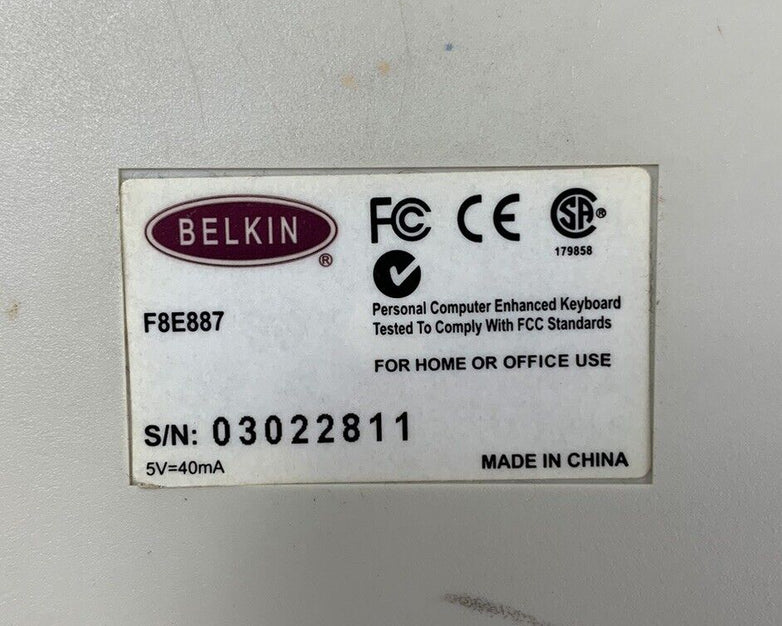 BELKIN
®
FC CE SA®
179858
F8E887
Personal Computer Enhanced Keyboard
Tested To Comply With FCC Standards
FOR HOME OR OFFICE USE
S/N: 03022811
5V=40mA
MADE IN CHINA